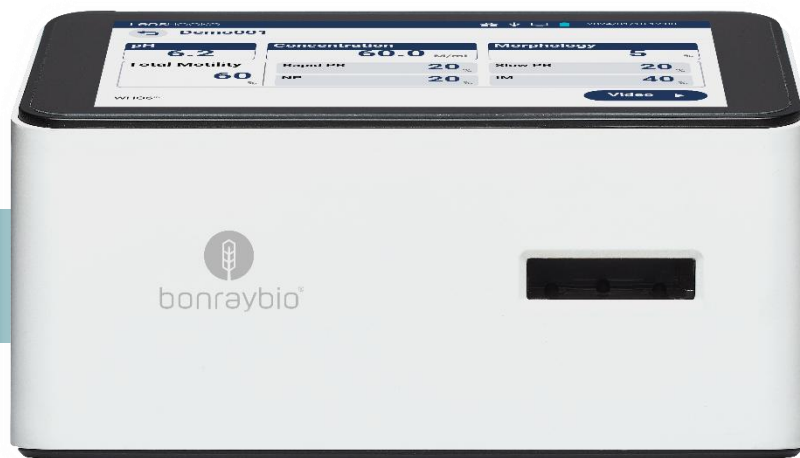 Demo001
pH Concentration Morphology
6.2 60.0 M/ml 5 %
Total Motility Rapid PR 20 % Slow PR 20 %
60 % NP 20 % IM 40 %
Video
bonraybio